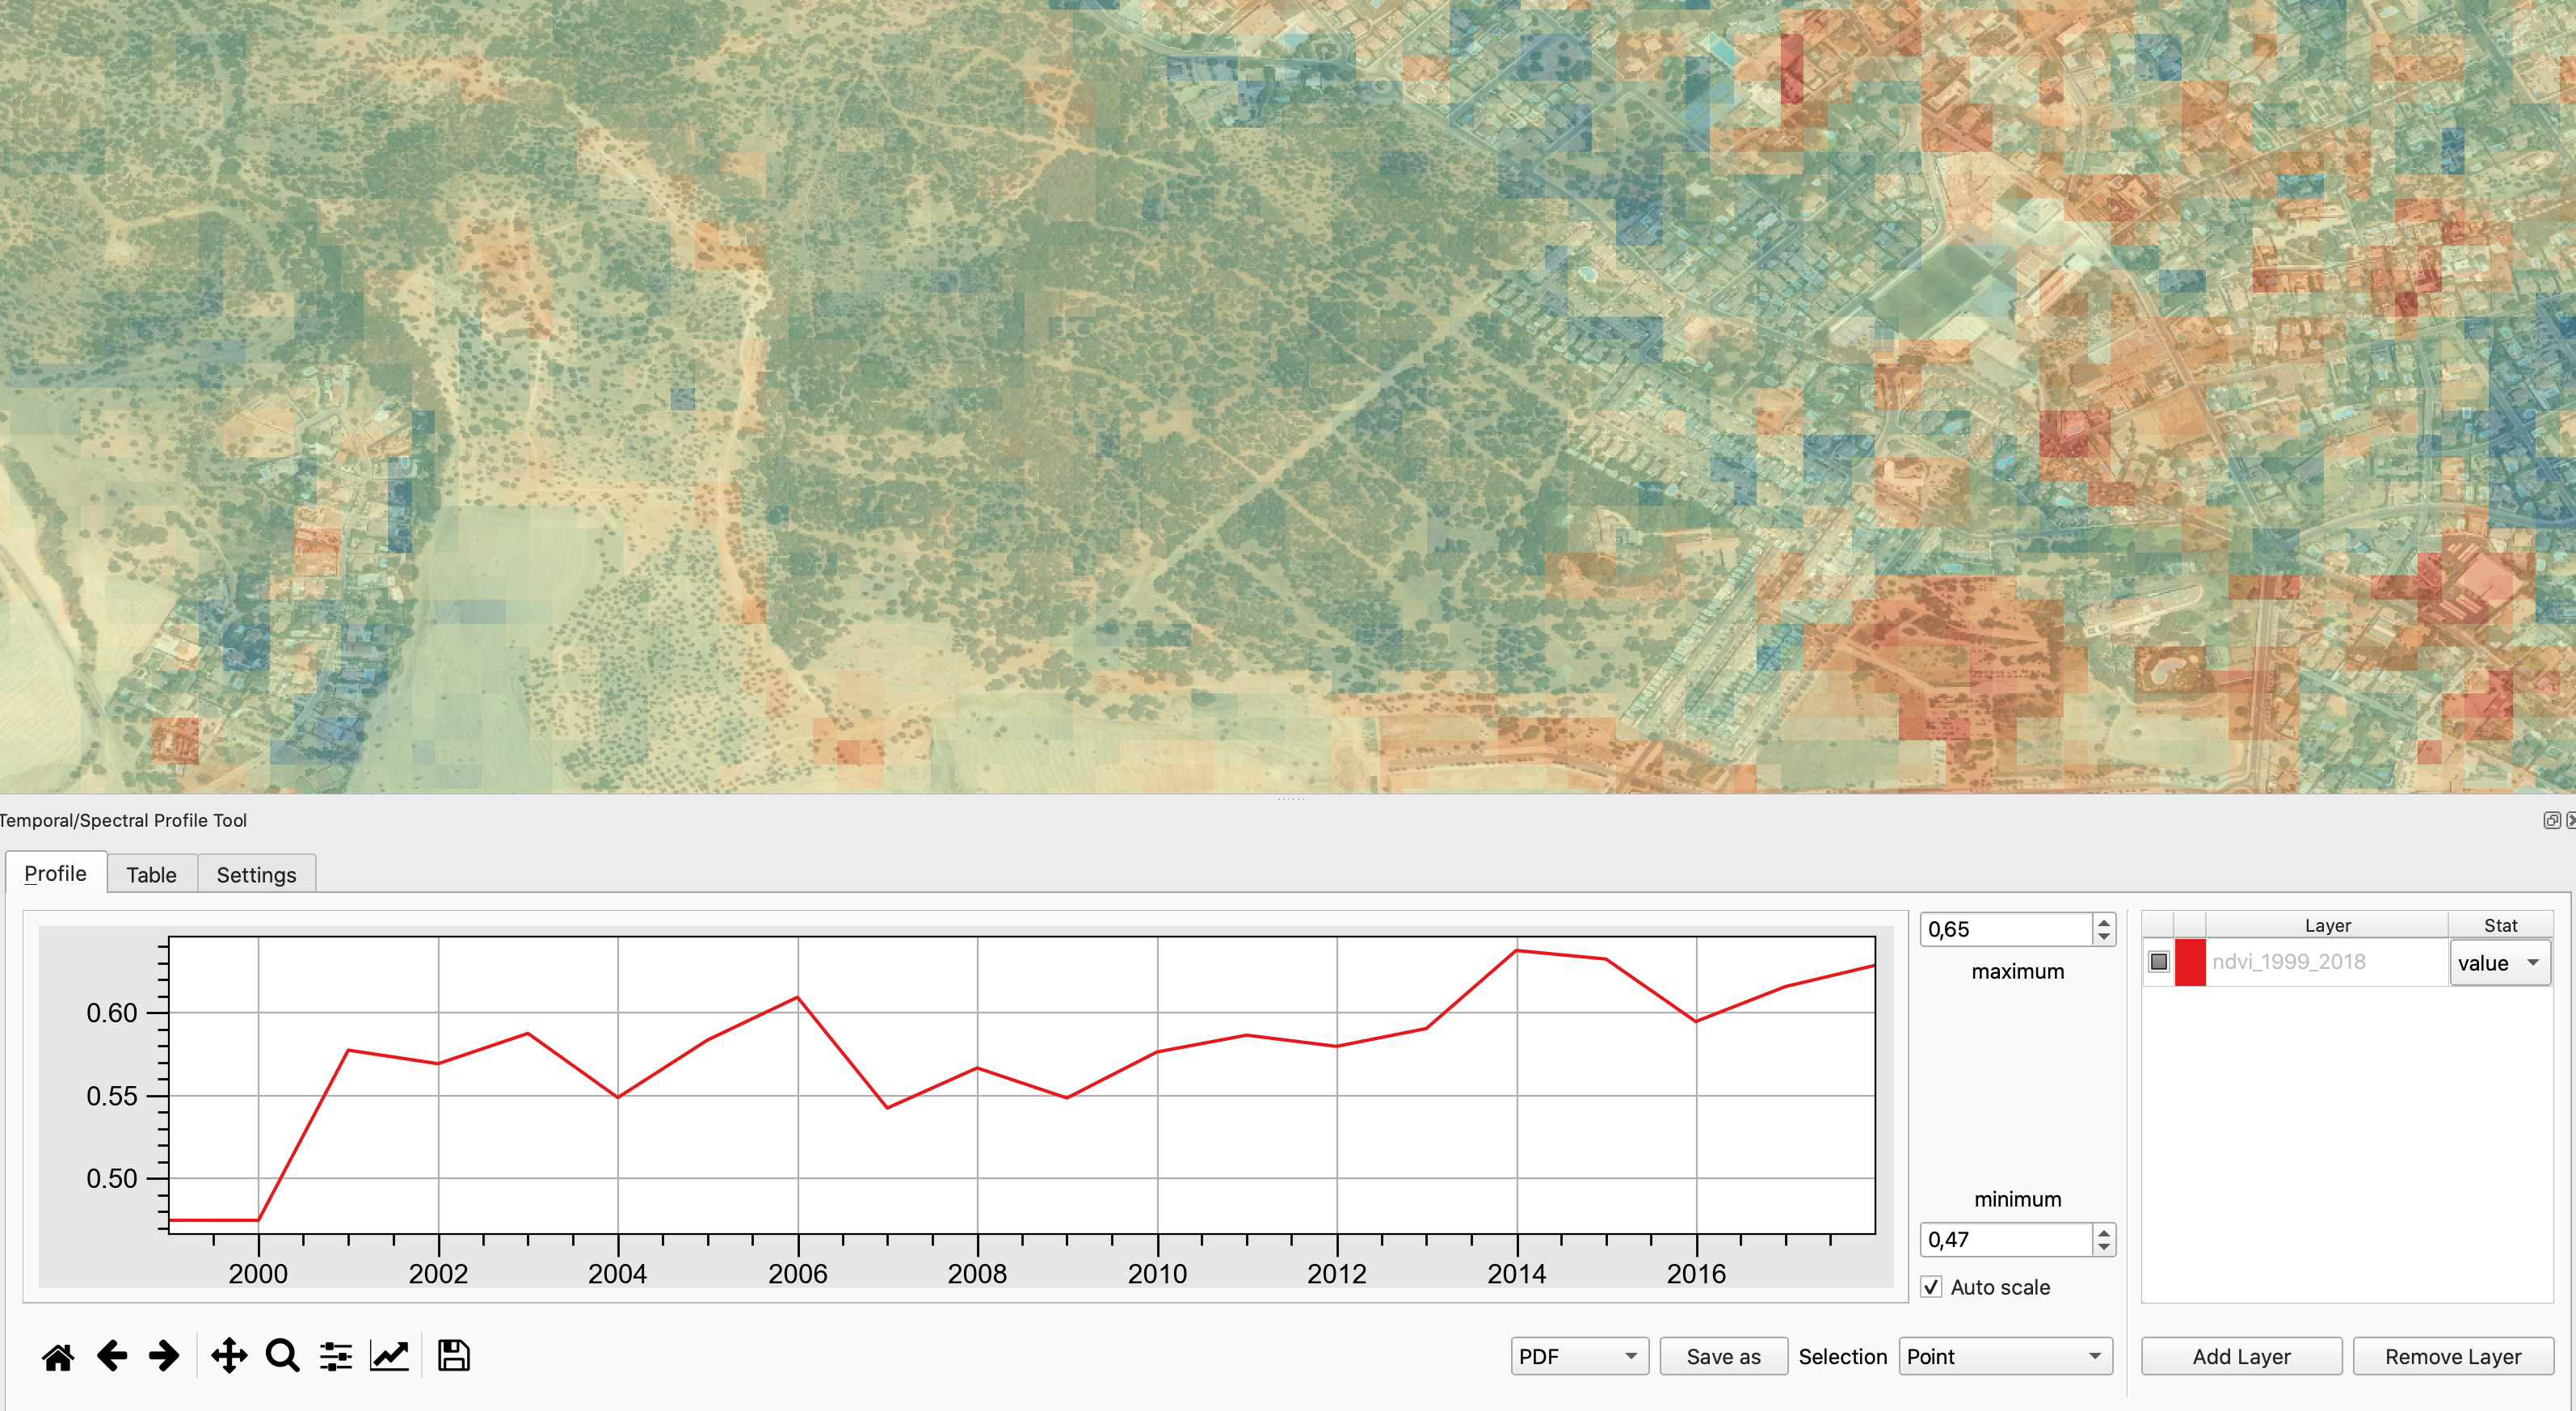 Temporal/Spectral Profile Tool
Profile Table Settings
0,65
maximum
minimum
0,47
Auto scale
Layer Stat
ndvi_1999_2018 value
0.60
0.55
0.50
2000 2002 2004 2006 2008 2010 2012 2014 2016
PDF Save as Selection Point Add Layer Remove Layer